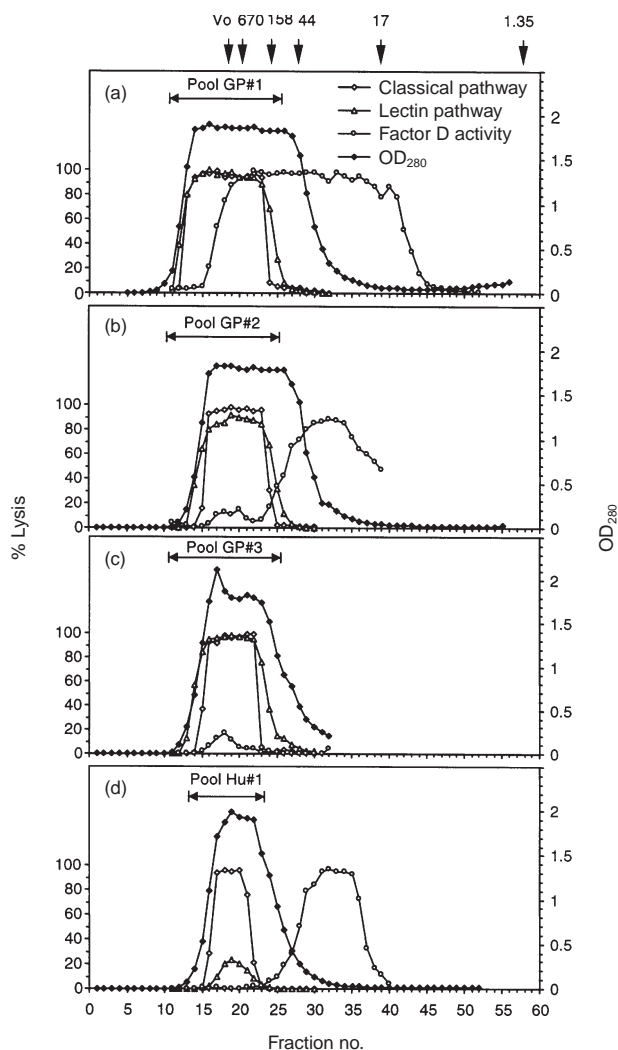 Vo 670 158 44 17 1.35
(a)
Pool GP#1
Classical pathway
Lectin pathway
Factor D activity
OD280
100
80
60
40
20
0
2
1.5
1
0.5
0
(b)
Pool GP#2
100
80
60
40
20
0
2
1.5
1
0.5
0
(c)
Pool GP#3
100
80
60
40
20
0
2
1.5
1
0.5
0
(d)
Pool Hu#1
100
80
60
40
20
0
2
1.5
1
0.5
0
% Lysis
OD280
0 5 10 15 20 25 30 35 40 45 50 55 60
Fraction no.